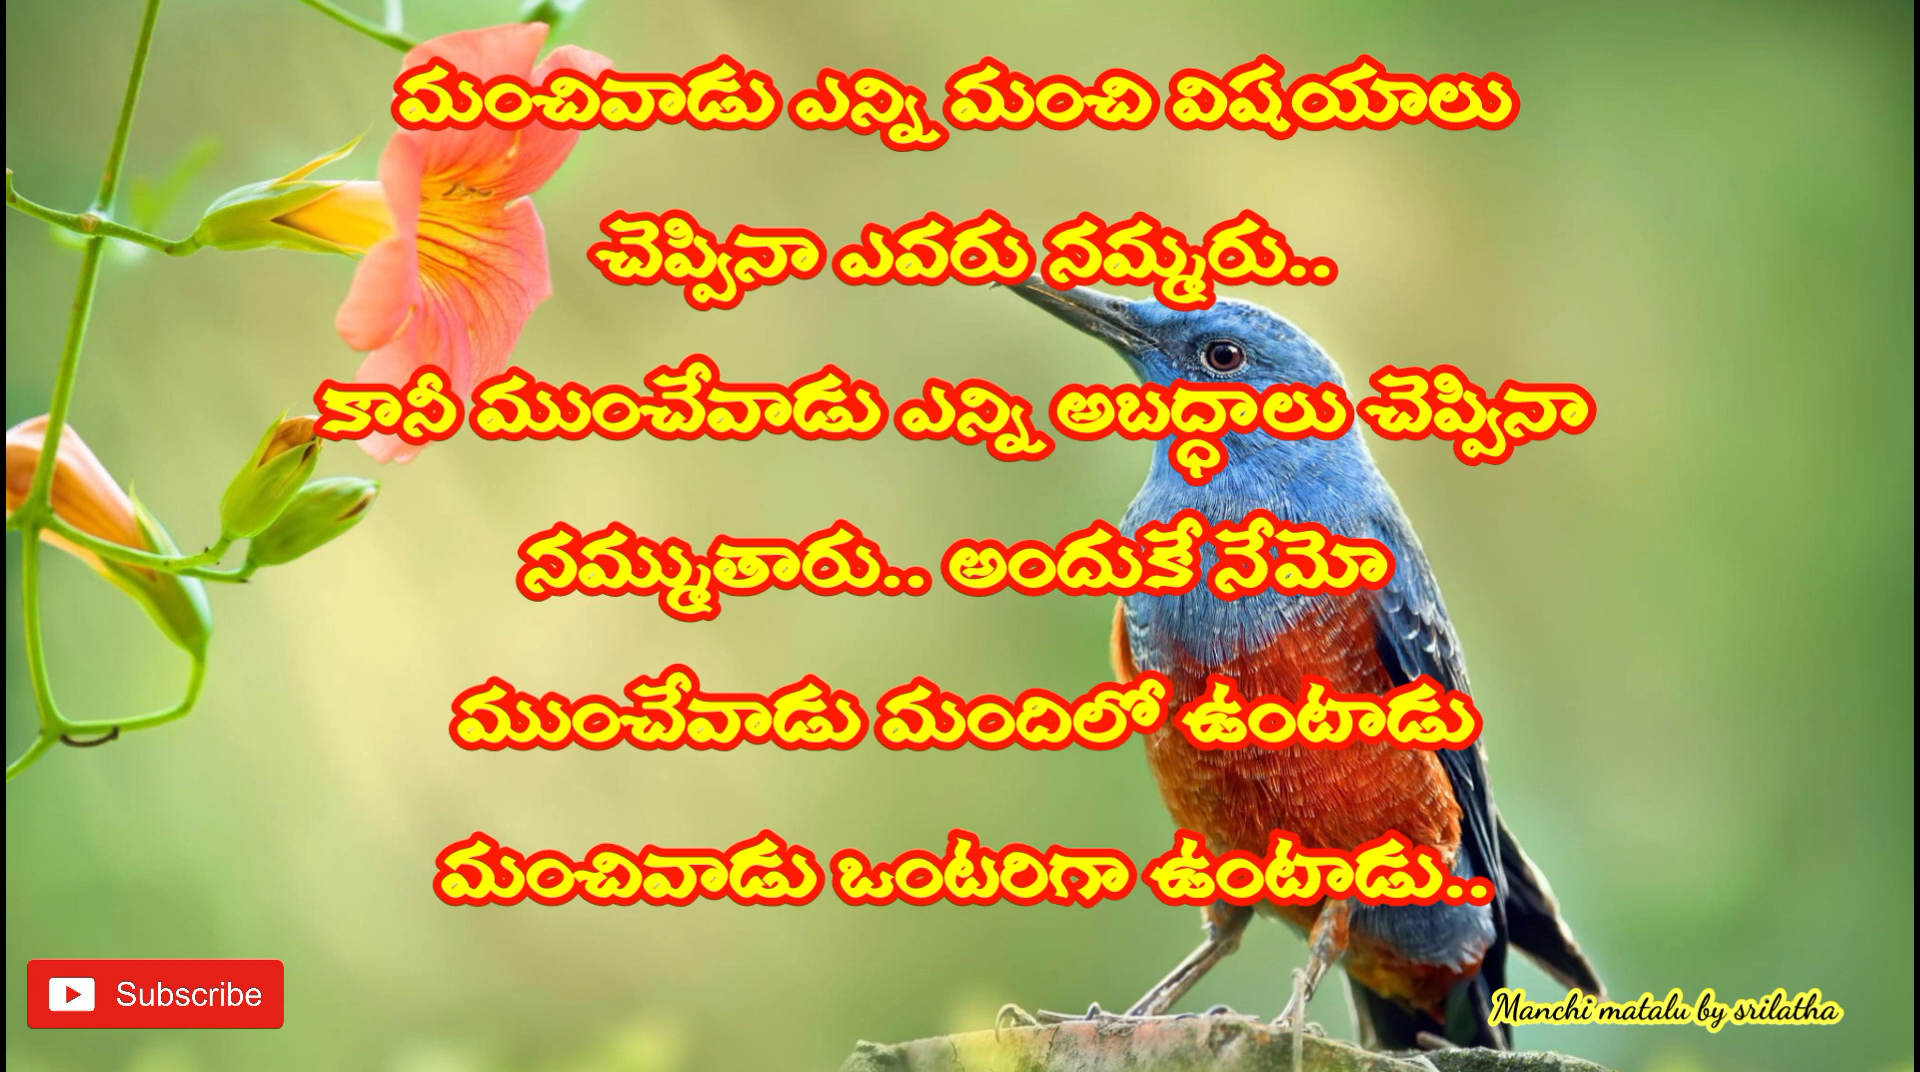 మంచివాడు ఎన్ని మంచి విషయాలు
చెప్పినా ఎవరు నమ్మరు..
కానీ ముంచేవాడు ఎన్ని అబద్ధాలు చెప్పినా
నమ్ముతారు.. అందుకే నేమో
ముంచేవాడు మందిలో ఉంటాడు
మంచివాడు ఒంటరిగా ఉంటాడు..
Subscribe
Manchi matalu by srilatha